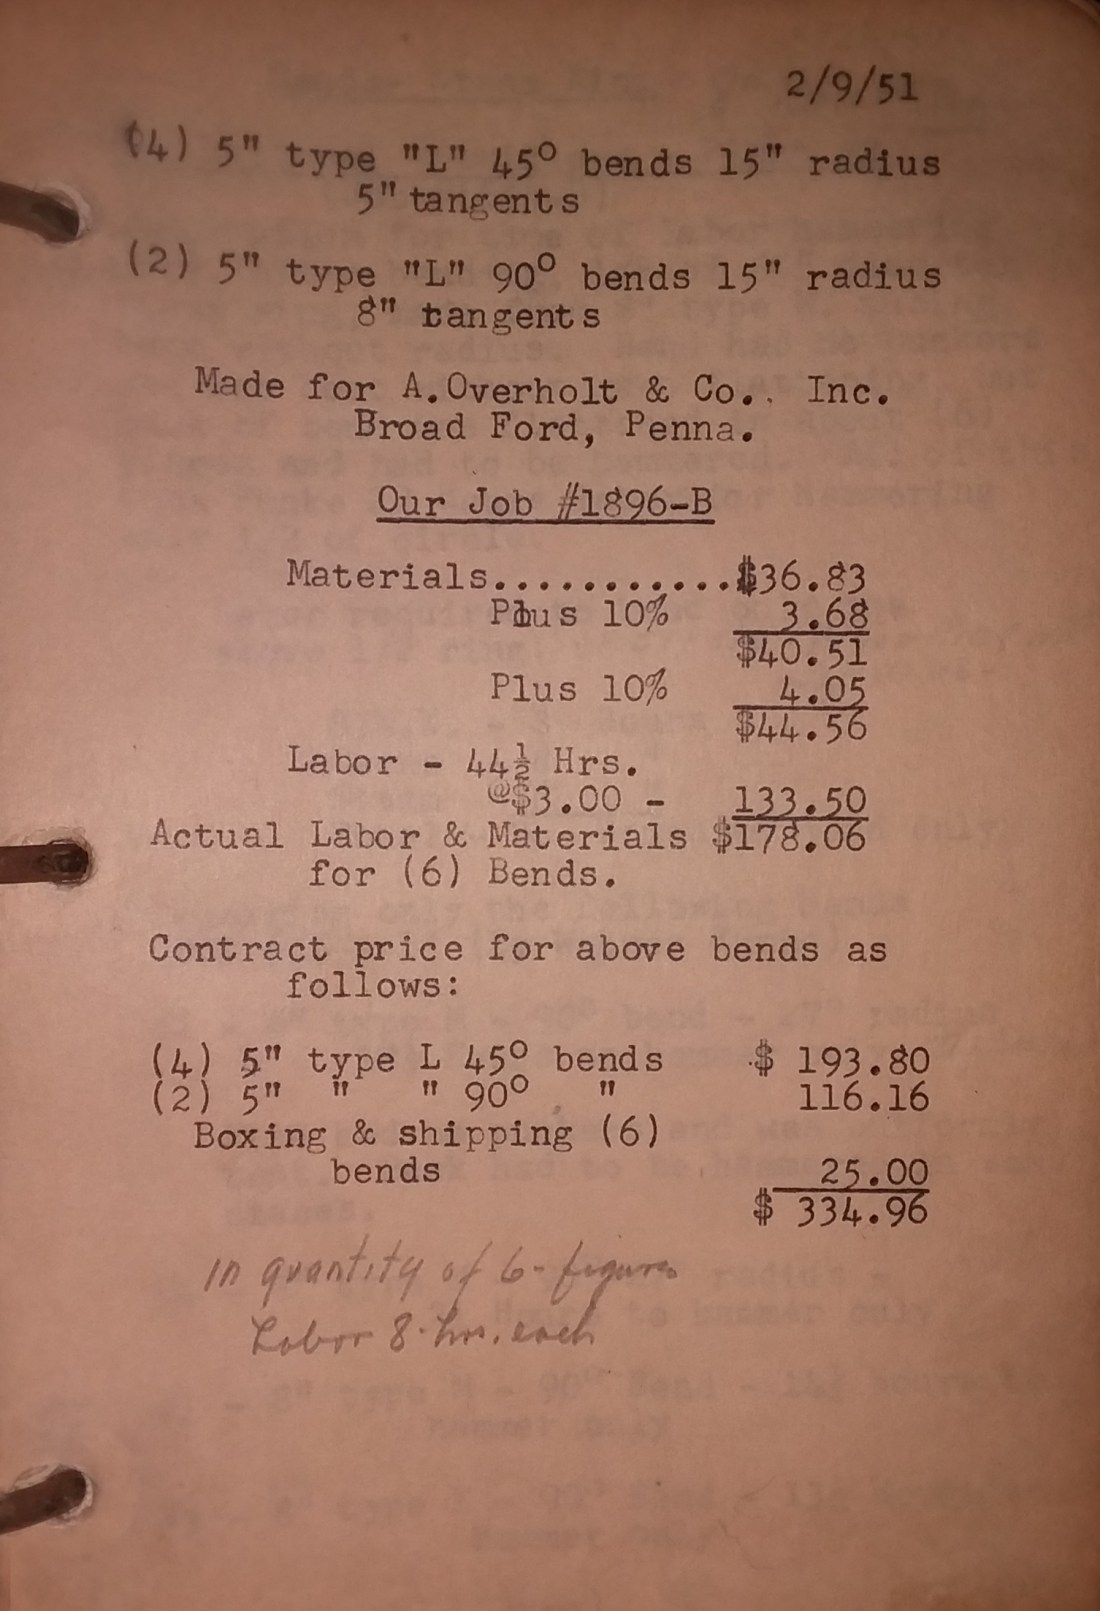 2/9/51
(4) 5" type "L" 45° bends 15" radius
5" tangents
(2) 5" type "L" 90° bends 15" radius
8" tangents
Made for A.Overholt & Co., Inc.
Broad Ford, Penna.
Our Job #1896-B
Materials............$36.83
Plus 10% 3.68
$40.51
Plus 10% 4.05
$44.56
Labor - 44½ Hrs.
@$3.00 - 133.50
Actual Labor & Materials $178.06
for (6) Bends.
Contract price for above bends as
follows:
(4) 5" type L 45° bends $ 193.80
(2) 5" " " 90° " 116.16
Boxing & shipping (6)
bends 25.00
$ 334.96
In quantity of 6- figure
Labor 8-hrs. each